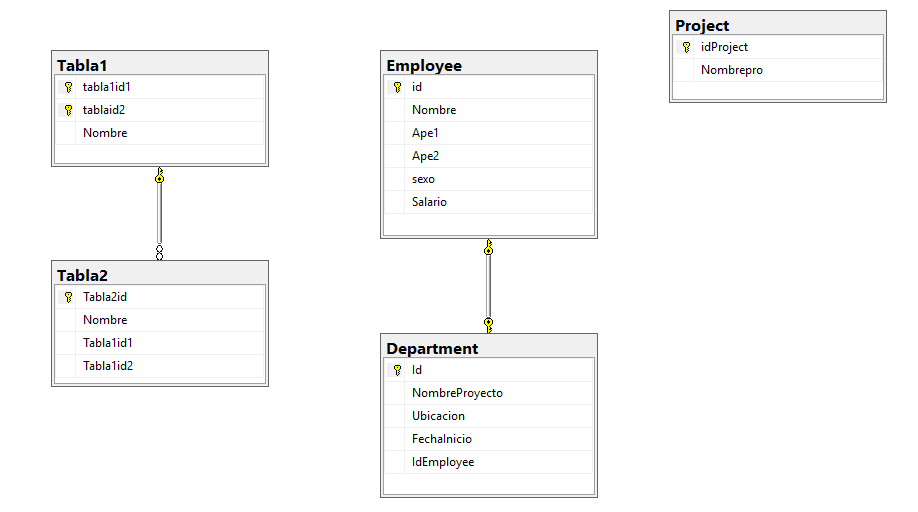 Tabla1
tabla1id1
tablaid2
Nombre
Tabla2
Tabla2id
Nombre
Tabla1id1
Tabla1id2
Employee
id
Nombre
Ape1
Ape2
sexo
Salario
Department
Id
NombreProyecto
Ubicacion
FechaInicio
IdEmployee
Project
idProject
Nombrepro